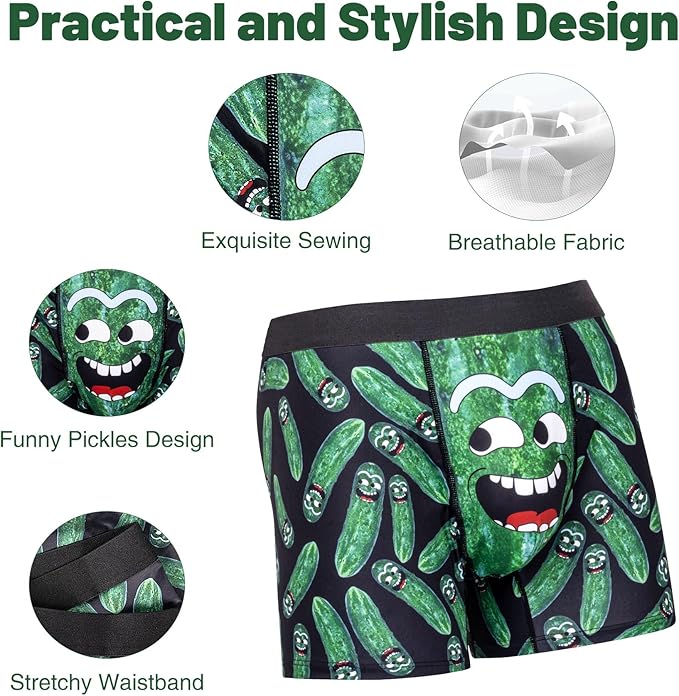 Practical and Stylish Design
Exquisite Sewing
Breathable Fabric
Funny Pickles Design
Stretchy Waistband